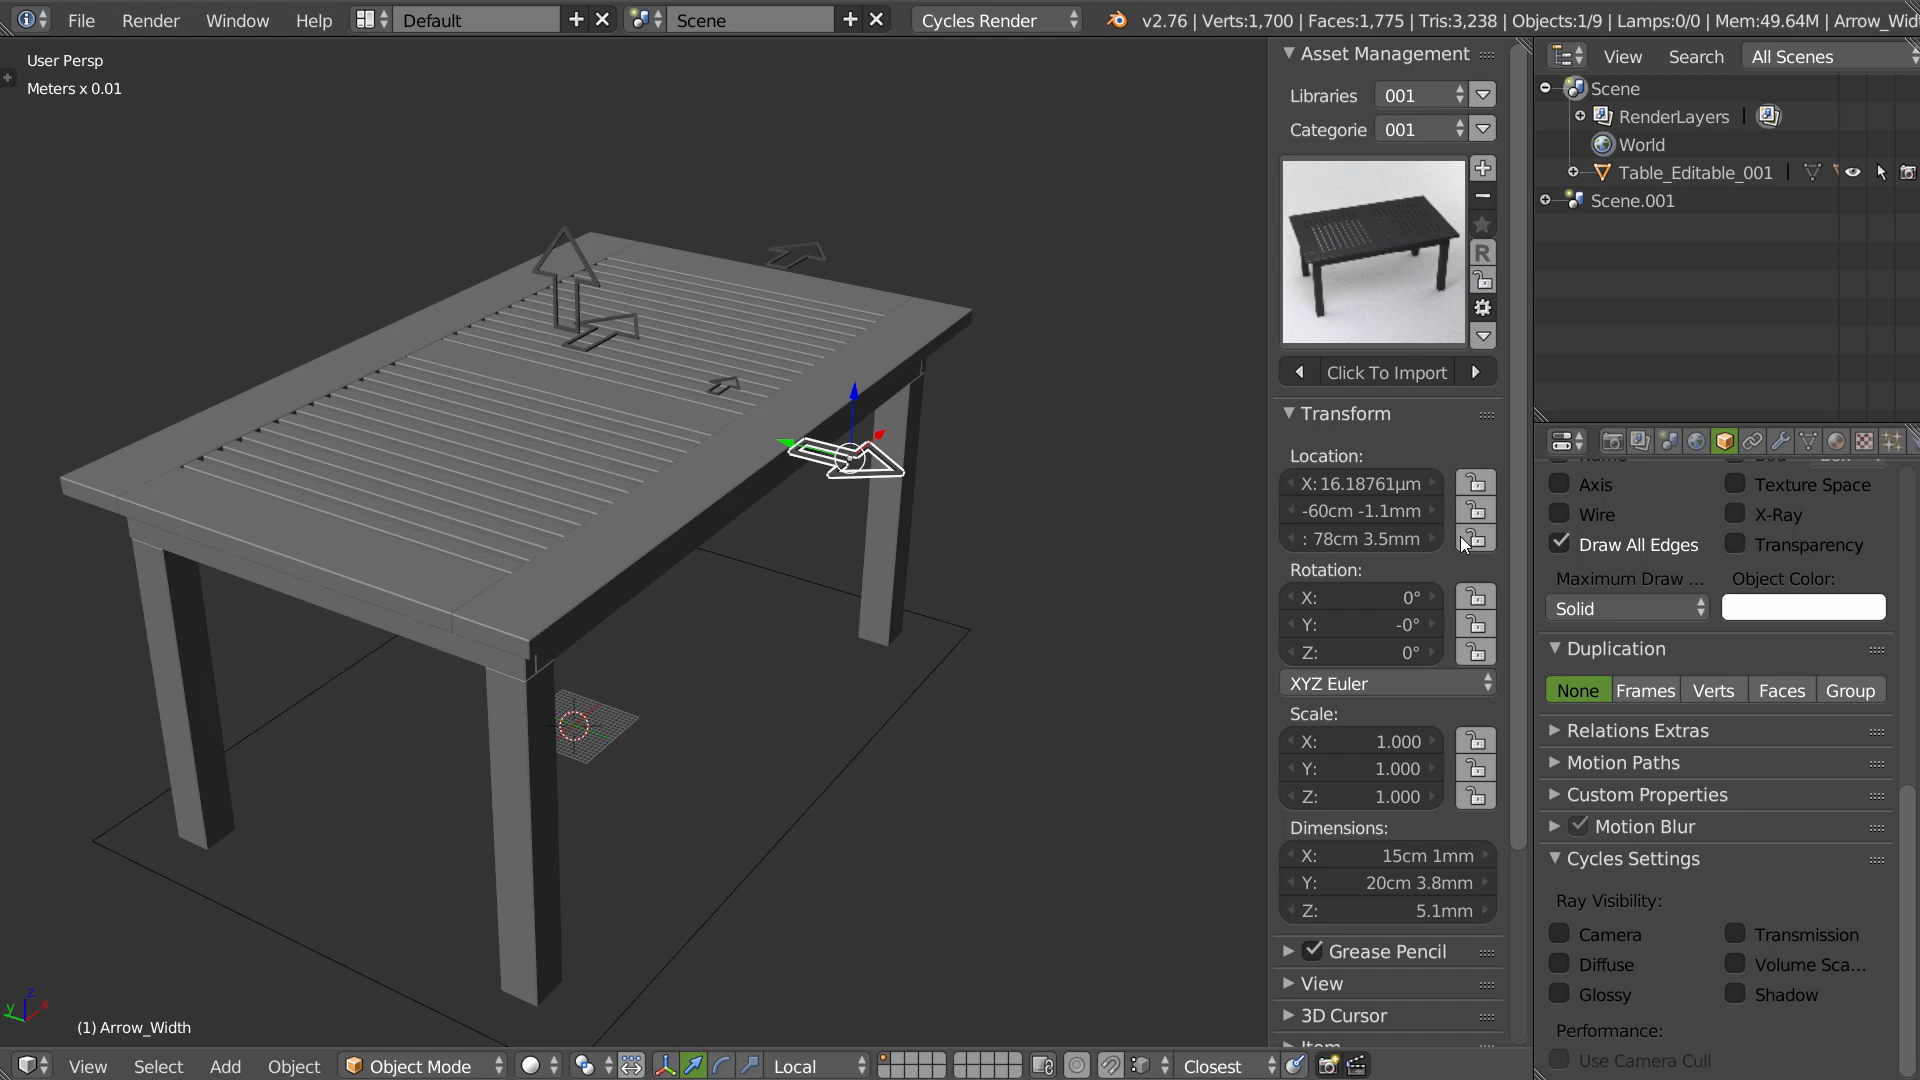 File Render Window Help Default Scene Cycles Render v2.76 | Verts:1,700 | Faces:1,775 | Tris:3,238 | Objects:1/9 | Lamps:0/0 | Mem:49.64M | Arrow_Wid
User Persp
Meters x 0.01
(1) Arrow_Width
z
y
x
Asset Management
Libraries 001
Categorie 001
R
Click To Import
Transform
Location:
X: 16.18761µm
-60cm -1.1mm
: 78cm 3.5mm
Rotation:
X: 0°
Y: -0°
Z: 0°
XYZ Euler
Scale:
X: 1.000
Y: 1.000
Z: 1.000
Dimensions:
X: 15cm 1mm
Y: 20cm 3.8mm
Z: 5.1mm
Grease Pencil
View
3D Cursor
View Search All Scenes
Scene
RenderLayers
World
Table_Editable_001
Scene.001
Axis Texture Space
Wire X-Ray
Draw All Edges Transparency
Maximum Draw ... Object Color:
Solid
Duplication
None Frames Verts Faces Group
Relations Extras
Motion Paths
Custom Properties
Motion Blur
Cycles Settings
Ray Visibility:
Camera Transmission
Diffuse Volume Sca...
Glossy Shadow
Performance:
Use Camera Cull
View Select Add Object Object Mode Local Closest